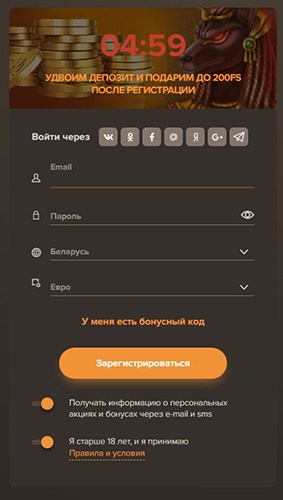 04:59
УДВОИМ ДЕПОЗИТ И ПОДАРИМ ДО 200FS
ПОСЛЕ РЕГИСТРАЦИИ
Войти через
Email
Пароль
Беларусь
Евро
У меня есть бонусный код
Зарегистрироваться
Получать информацию о персональных
акциях и бонусах через e-mail и sms
Я старше 18 лет, и я принимаю
Правила и условия